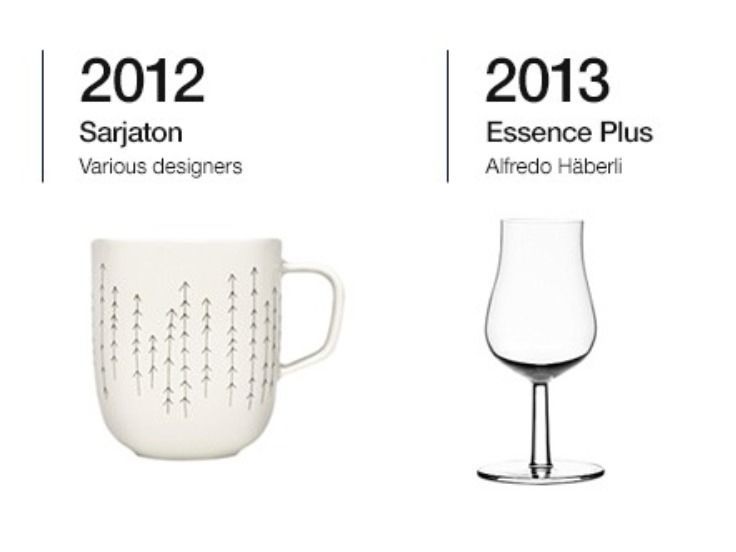 2012
Sarjaton
Various designers
2013
Essence Plus
Alfredo Häberli